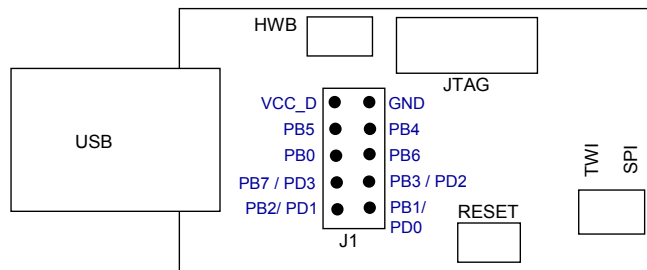 HWB
JTAG
USB
VCC_D GND
PB5 PB4
PB0 PB6
PB7 / PD3 PB3 / PD2
PB2/ PD1 PB1/
PD0
J1
RESET
TWI
SPI